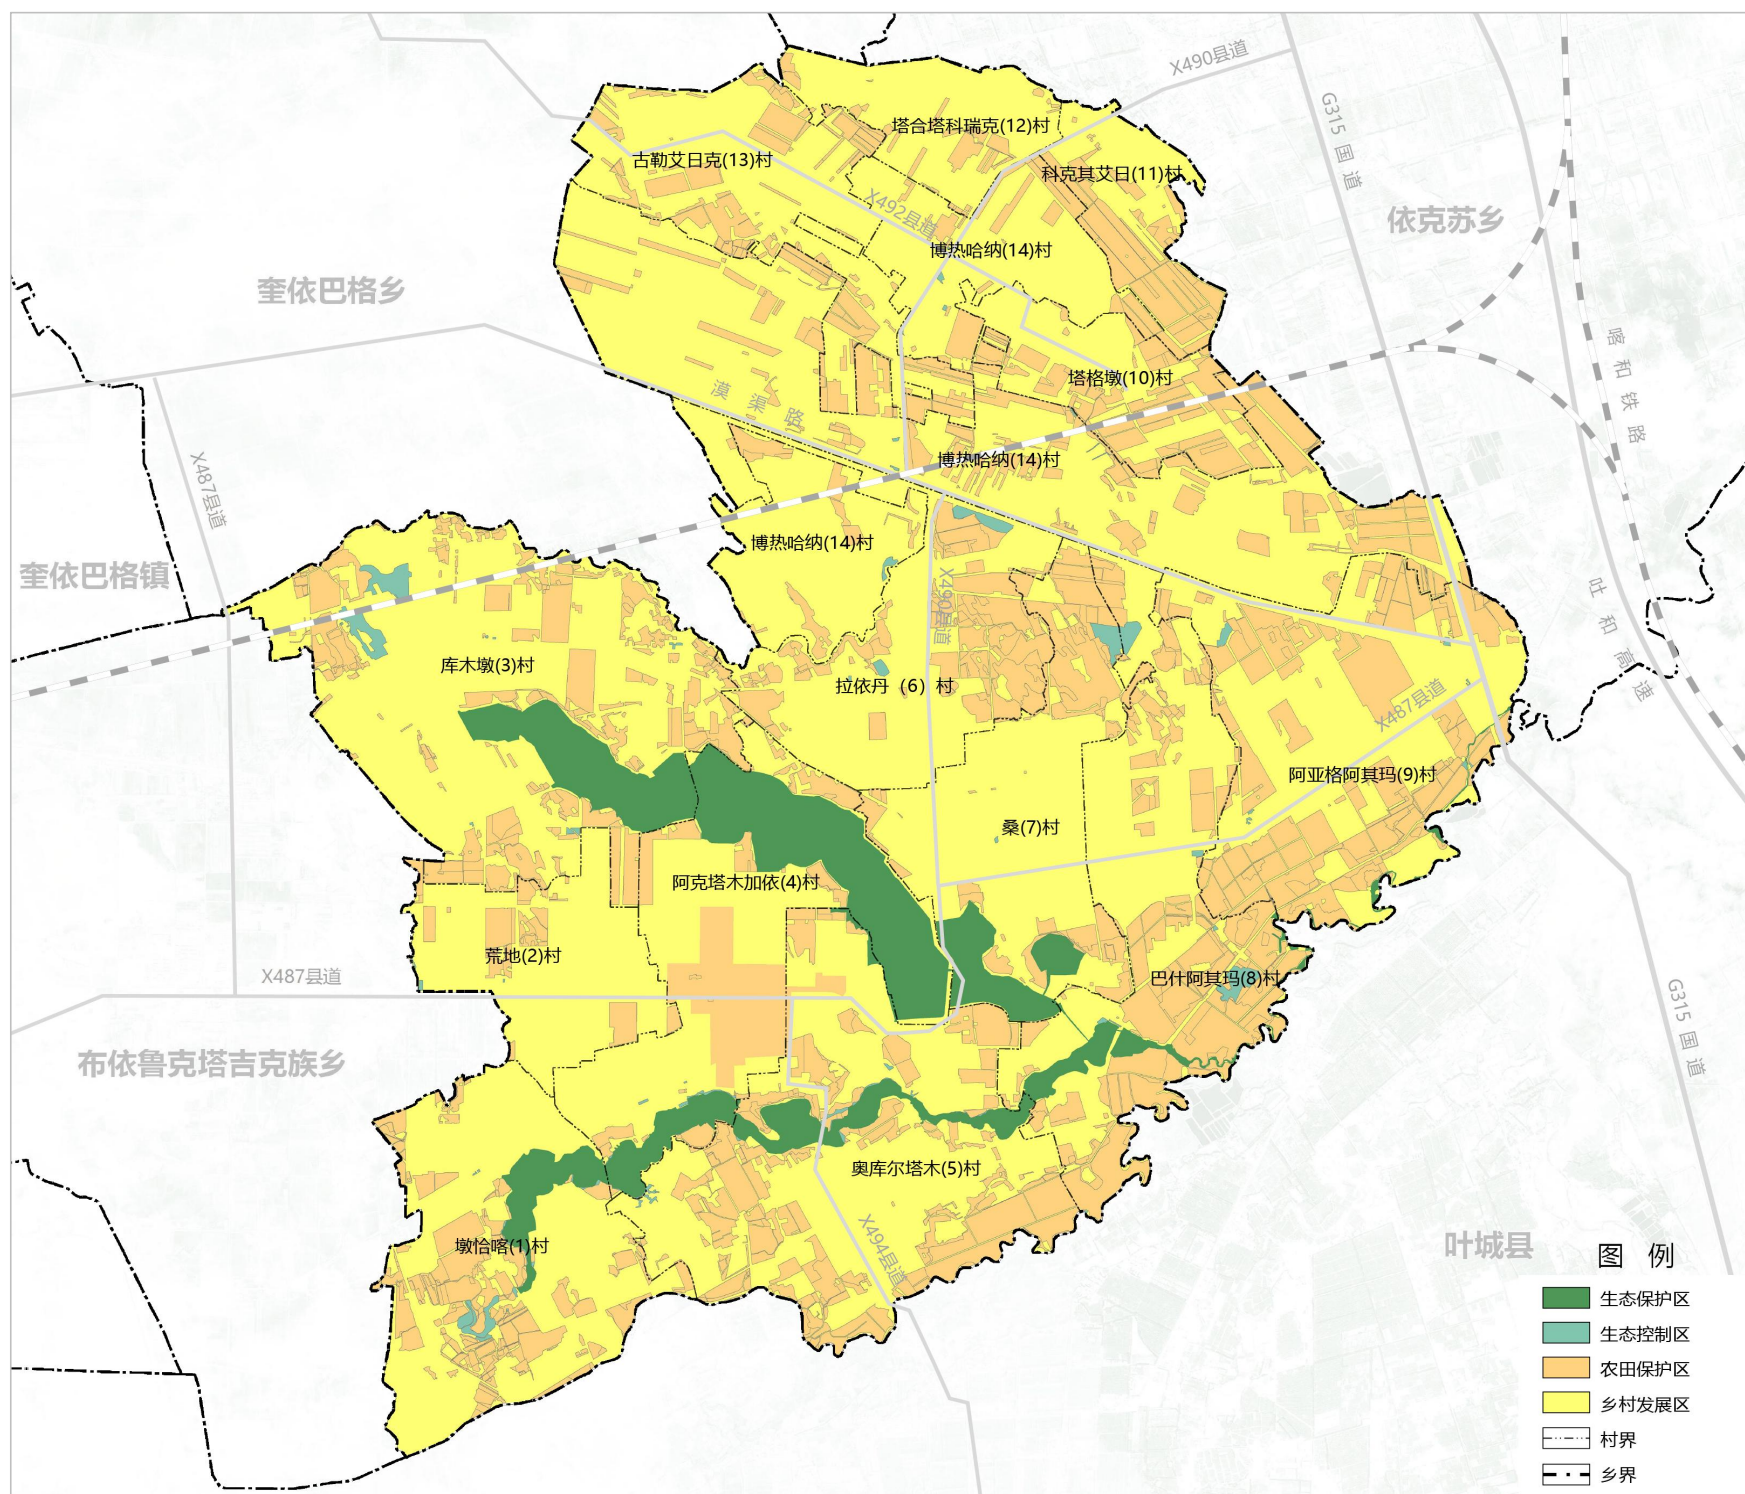 X490县道
G315 国道
塔合塔科瑞克(12)村
古勒艾日克(13)村
科克其艾日(11)村
X492县道
依克苏乡
博热哈纳(14)村
奎依巴格乡
喀和铁路
塔格墩(10)村
漠渠路
博热哈纳(14)村
X487县道
博热哈纳(14)村
奎依巴格镇
X490县道
吐和高速
库木墩(3)村
拉依丹（6）村
X487县道
阿亚格阿其玛(9)村
桑(7)村
阿克塔木加依(4)村
荒地(2)村
X487县道
巴什阿其玛(8)村
G315 国道
布依鲁克塔吉克族乡
奥库尔塔木(5)村
墩恰喀(1)村
X494县道
叶城县
图 例
生态保护区
生态控制区
农田保护区
乡村发展区
村界
乡界